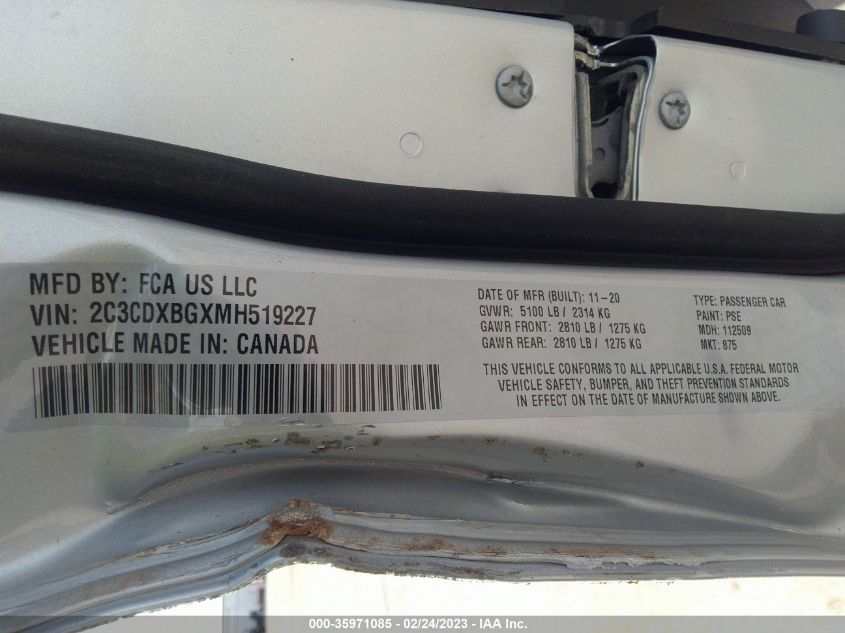 MFD BY: FCA US LLC
VIN: 2C3CDXBGXMH519227
VEHICLE MADE IN: CANADA
DATE OF MFR (BUILT): 11-20
GVWR: 5100 LB / 2314 KG
GAWR FRONT: 2810 LB / 1275 KG
GAWR REAR: 2810 LB / 1275 KG
TYPE: PASSENGER CAR
PAINT: PSE
MDH: 112509
MKT: 875
THIS VEHICLE CONFORMS TO ALL APPLICABLE U.S.A. FEDERAL MOTOR
VEHICLE SAFETY, BUMPER, AND THEFT PREVENTION STANDARDS
IN EFFECT ON THE DATE OF MANUFACTURE SHOWN ABOVE.
000-35971085 - 02/24/2023 - IAA Inc.